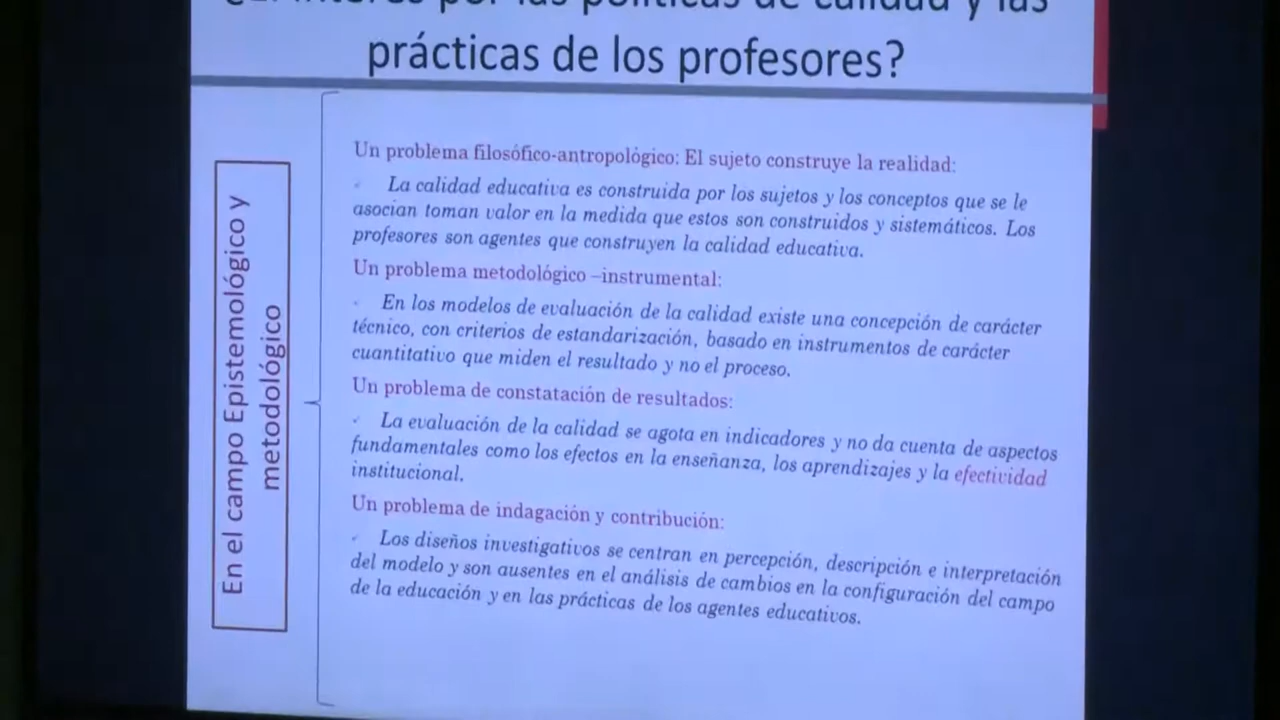 por las políticas de calidad y las
prácticas de los profesores?
En el campo Epistemológico y
metodológico
Un problema filosófico-antropológico: El sujeto construye la realidad:
La calidad educativa es construida por los sujetos y los conceptos que se le
asocian toman valor en la medida que estos son construidos y sistemáticos. Los
profesores son agentes que construyen la calidad educativa.
Un problema metodológico –instrumental:
En los modelos de evaluación de la calidad existe una concepción de carácter
técnico, con criterios de estandarización, basado en instrumentos de carácter
cuantitativo que miden el resultado y no el proceso.
Un problema de constatación de resultados:
La evaluación de la calidad se agota en indicadores y no da cuenta de aspectos
fundamentales como los efectos en la enseñanza, los aprendizajes y la efectividad
institucional.
Un problema de indagación y contribución:
Los diseños investigativos se centran en percepción, descripción e interpretación
del modelo y son ausentes en el análisis de cambios en la configuración del campo
de la educación y en las prácticas de los agentes educativos.